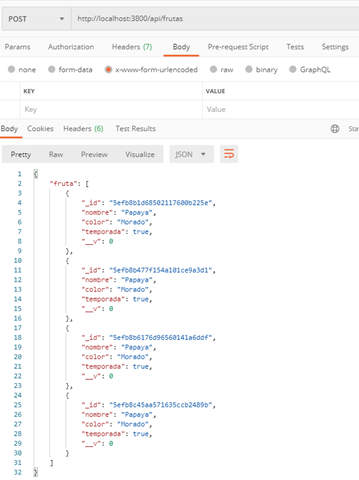 POST http://localhost:3800/api/frutas
Params Authorization Headers (7) Body Pre-request Script Tests Settings
none form-data x-www-form-urlencoded raw binary GraphQL
KEY VALUE
Key Value
Body Cookies Headers (6) Test Results
Pretty Raw Preview Visualize JSON
1 {
2 "fruta": [
3 {
4 "_id": "5efb8b1d68502117600b225e",
5 "nombre": "Papaya",
6 "color": "Morado",
7 "temporada": true,
8 "__v": 0
9 },
10 {
11 "_id": "5efb8b477f154a101ce9a3d1",
12 "nombre": "Papaya",
13 "color": "Morado",
14 "temporada": true,
15 "__v": 0
16 },
17 {
18 "_id": "5efb8b6176d96560141a6ddf",
19 "nombre": "Papaya",
20 "color": "Morado",
21 "temporada": true,
22 "__v": 0
23 },
24 {
25 "_id": "5efb8c45aa571635ccb2489b",
26 "nombre": "Papaya",
27 "color": "Morado",
28 "temporada": true,
29 "__v": 0
30 }
31 ]
32 }